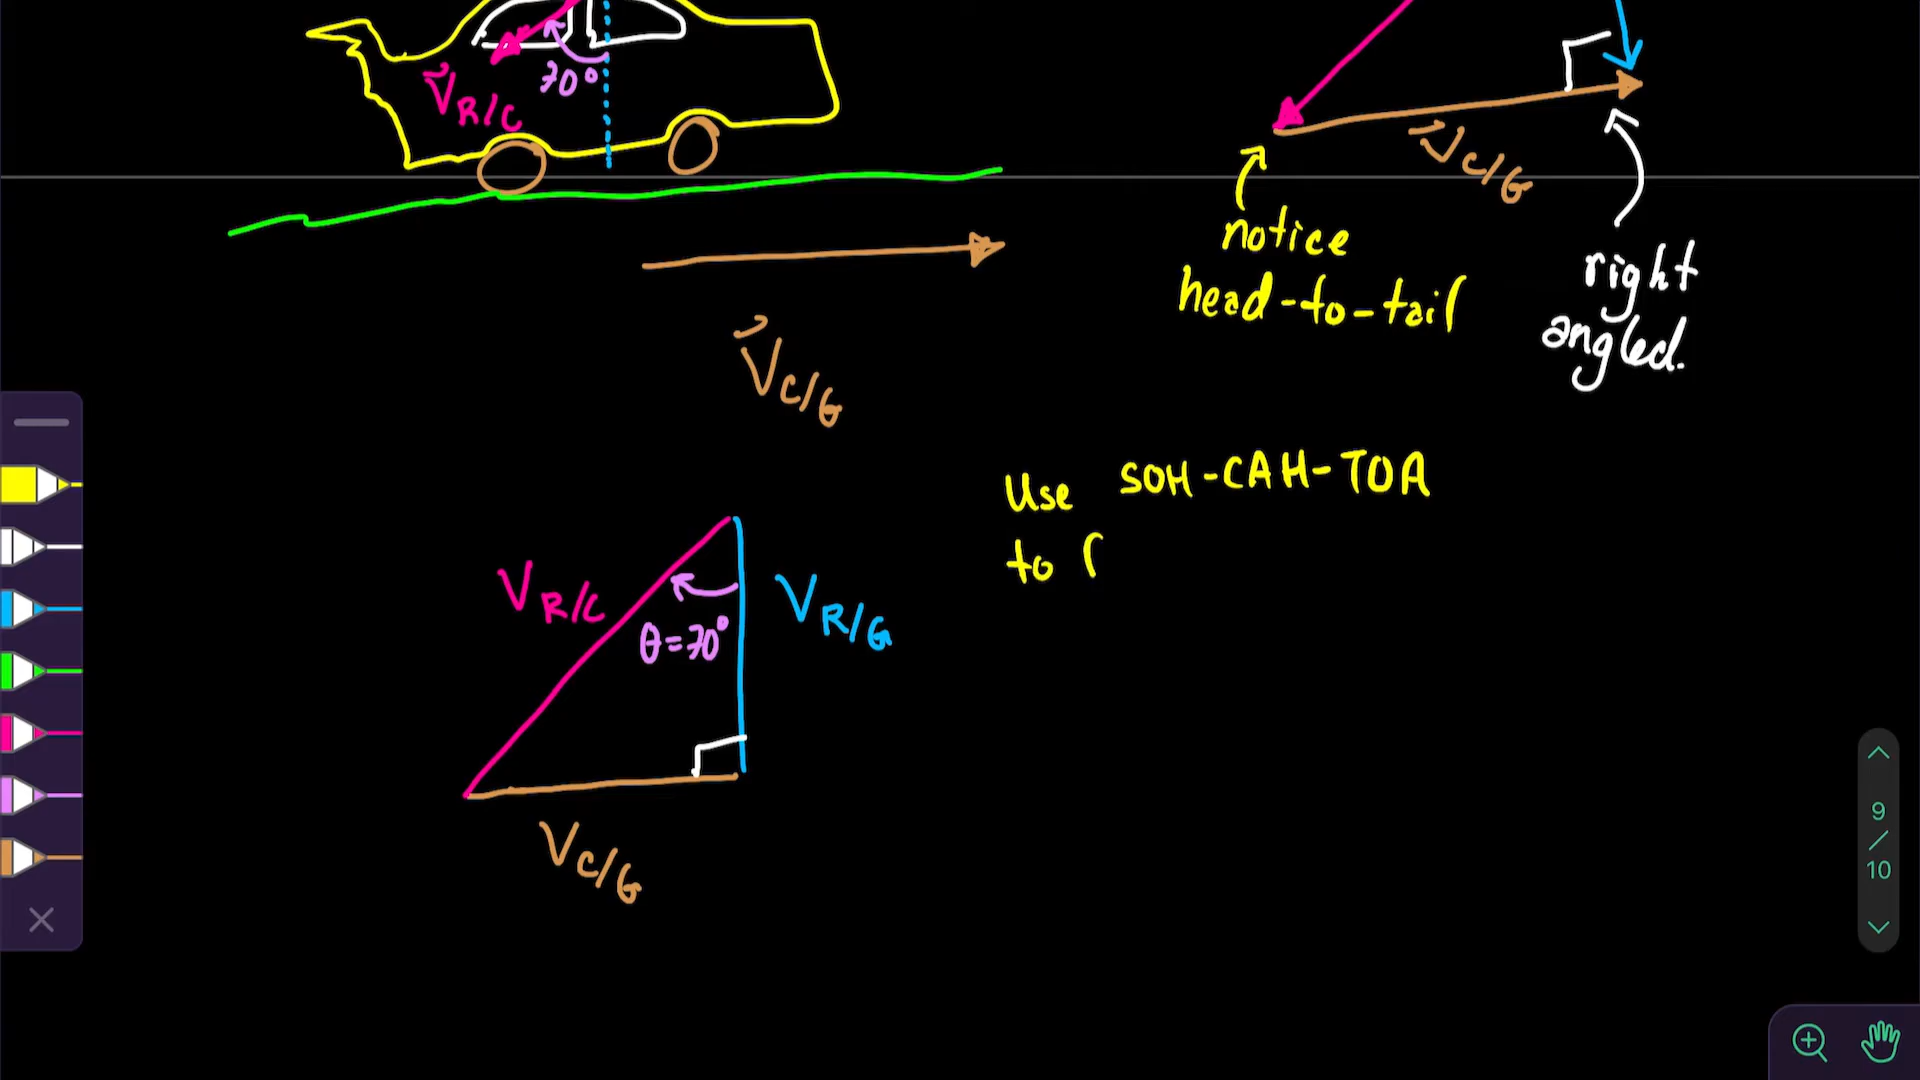 70°
V⃗R/C
V⃗C/G
notice
head-to-tail
right
angled.
V⃗C/G
Use SOH-CAH-TOA
to
VR/C
θ=70°
VR/G
VC/G
9
/
10